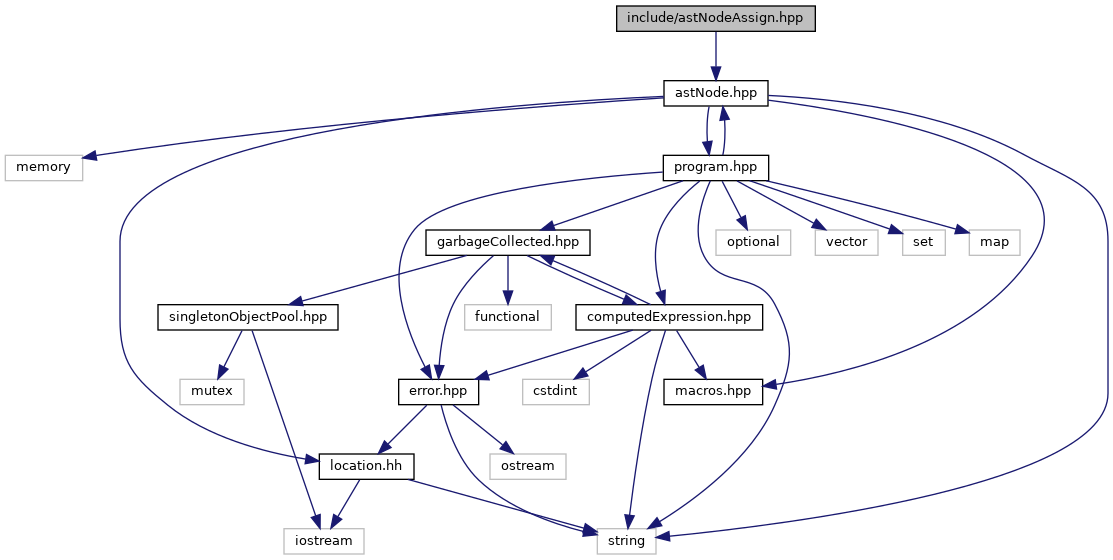 include/astNodeAssign.hpp
astNode.hpp
memory
program.hpp
garbageCollected.hpp
optional
vector
set
map
singletonObjectPool.hpp
functional
computedExpression.hpp
mutex
error.hpp
cstdint
macros.hpp
location.hh
ostream
iostream
string